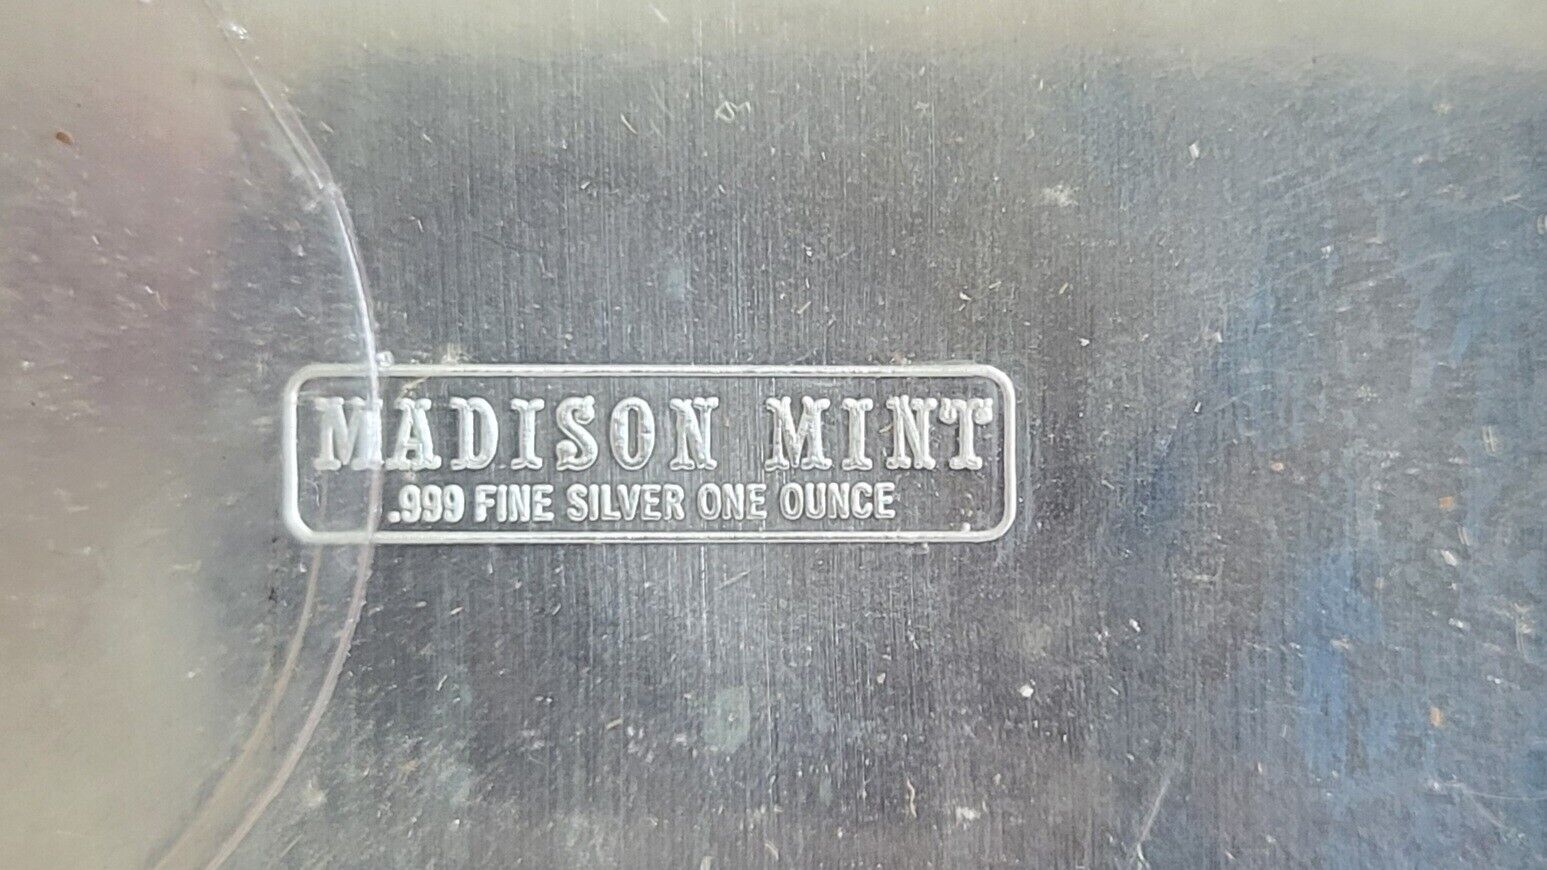 MADISON MINT
.999 FINE SILVER ONE OUNCE